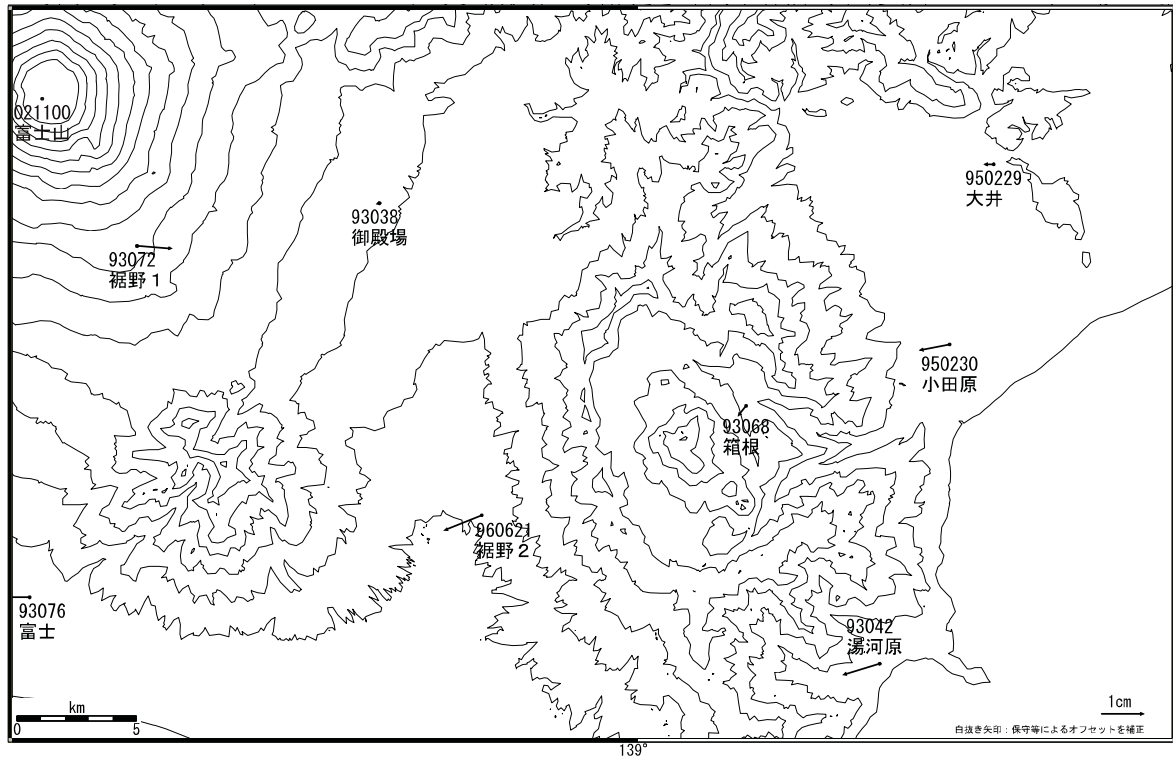 021100
富士山
950229
大井
93038
御殿場
93072
裾野１
950230
小田原
93068
箱根
960621
裾野２
93076
富士
93042
湯河原
km
0 5
1cm
白抜き矢印：保守等によるオフセットを補正
139°